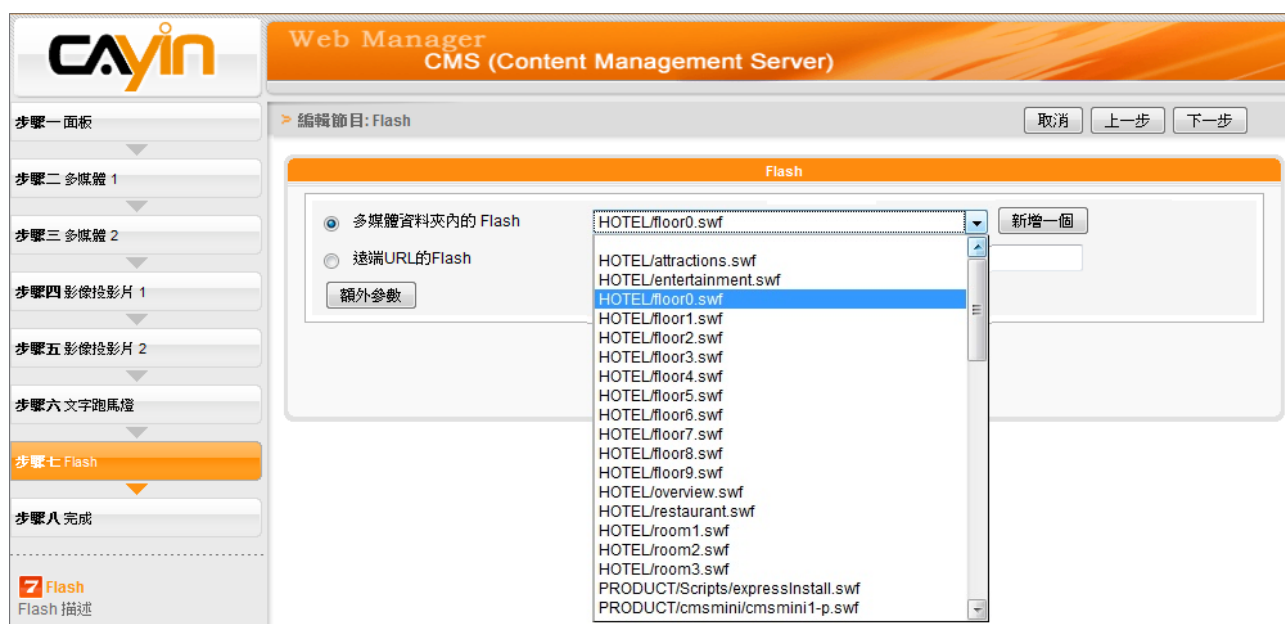 CAYIN
Web Manager
CMS (Content Management Server)
步驟一 面板
步驟二 多媒體 1
步驟三 多媒體 2
步驟四 影像投影片 1
步驟五 影像投影片 2
步驟六 文字跑馬燈
步驟七 Flash
步驟八 完成
7 Flash
Flash 描述
編輯節目: Flash
取消 上一步 下一步
Flash
多媒體資料夾內的 Flash HOTEL/floor0.swf 新增一個
遠端URL的Flash
額外參數
HOTEL/attractions.swf
HOTEL/entertainment.swf
HOTEL/floor0.swf
HOTEL/floor1.swf
HOTEL/floor2.swf
HOTEL/floor3.swf
HOTEL/floor4.swf
HOTEL/floor5.swf
HOTEL/floor6.swf
HOTEL/floor7.swf
HOTEL/floor8.swf
HOTEL/floor9.swf
HOTEL/overview.swf
HOTEL/restaurant.swf
HOTEL/room1.swf
HOTEL/room2.swf
HOTEL/room3.swf
PRODUCT/Scripts/expressInstall.swf
PRODUCT/cmsmini/cmsmini1-p.swf